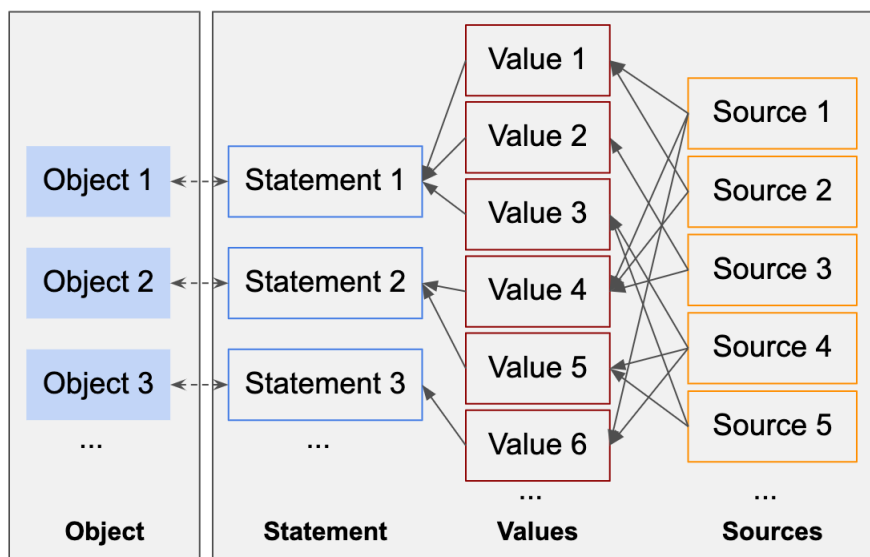 Object 1
Object 2
Object 3
...
Object
Statement 1
Statement 2
Statement 3
...
Statement
Value 1
Value 2
Value 3
Value 4
Value 5
Value 6
...
Values
Source 1
Source 2
Source 3
Source 4
Source 5
...
Sources